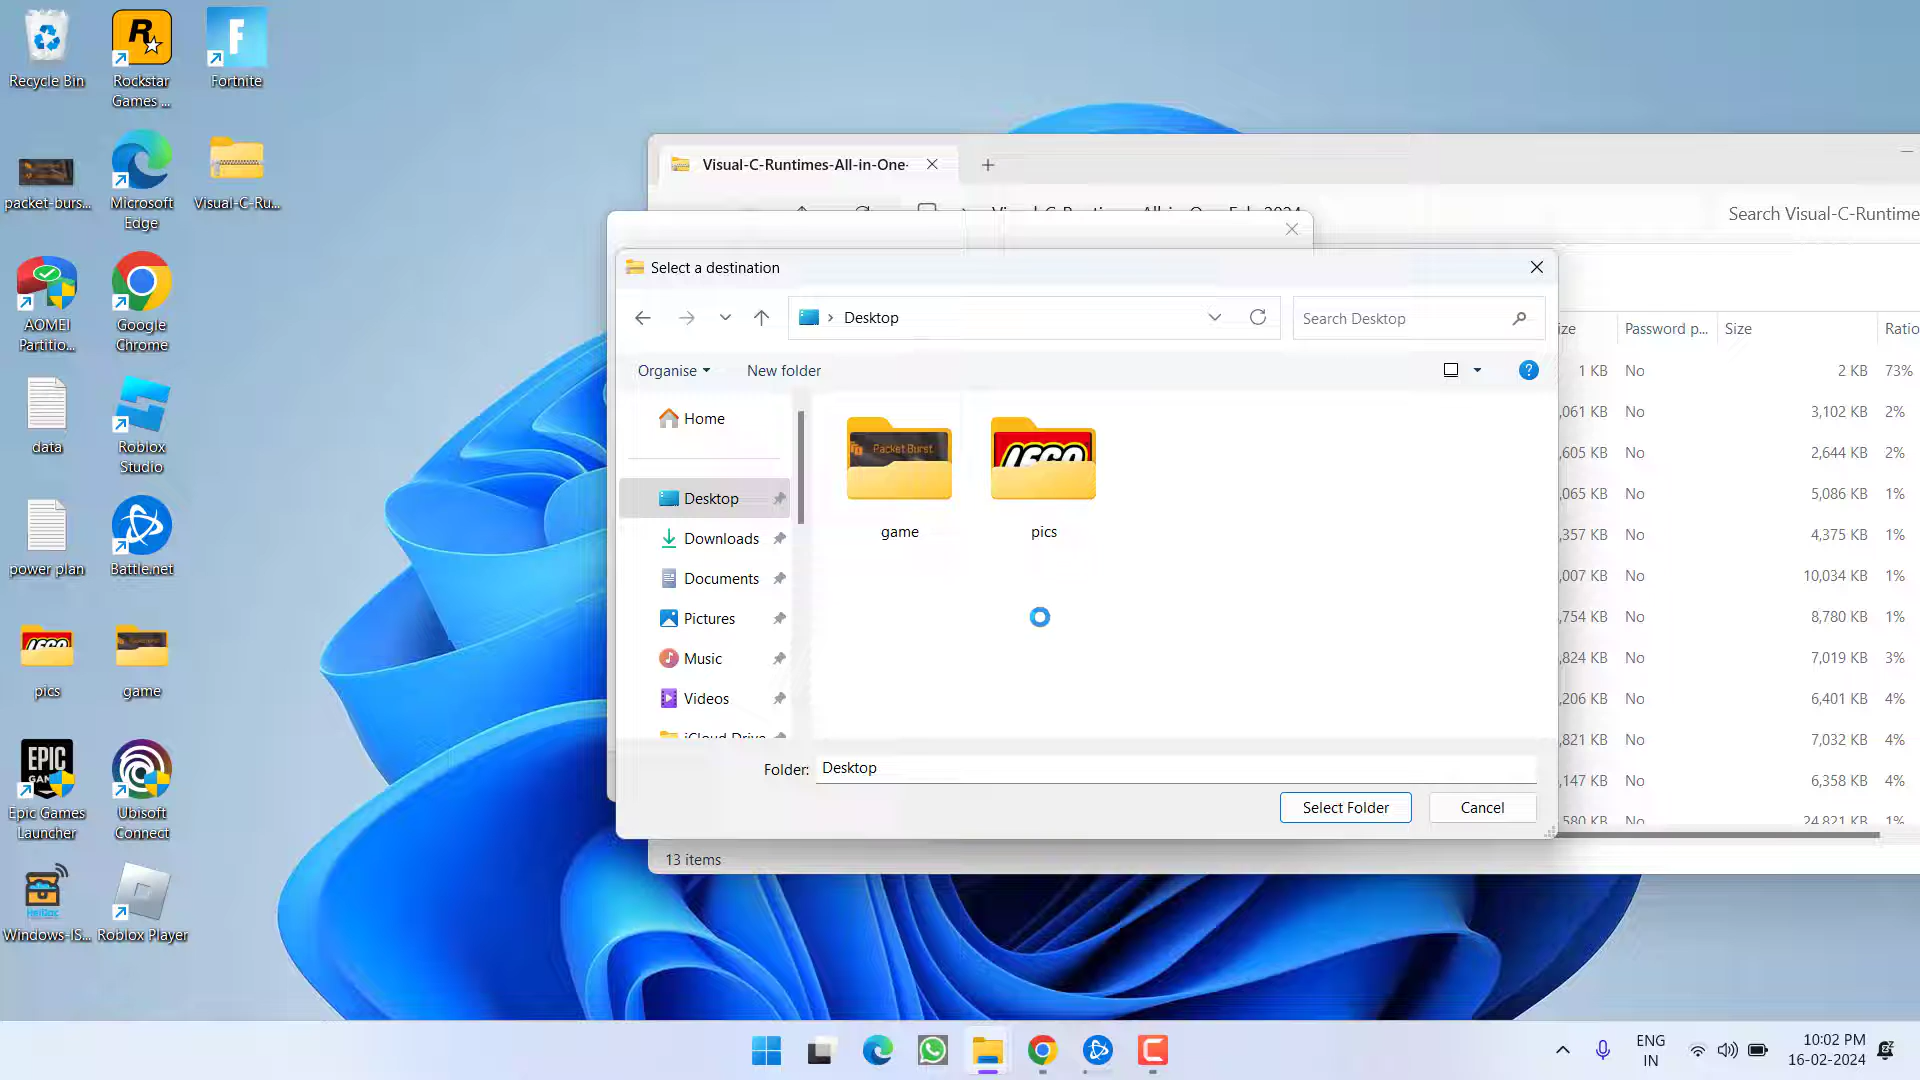 Recycle Bin
Rockstar
Games ...
Fortnite
packet-burs...
Microsoft
Edge
Visual-C-Ru...
AOMEI
Partitio...
Google
Chrome
data
Roblox
Studio
power plan
Battle.net
pics
game
EPIC
Epic Games
Launcher
Ubisoft
Connect
Windows-IS...
Roblox Player
Visual-C-Runtimes-All-in-One-
Search Visual-C-Runtime
Select a destination
Desktop
Search Desktop
Organise
New folder
Home
Desktop
Downloads
Documents
Pictures
Music
Videos
iCloud Drive
Packet Burst
game
LEGO
pics
Folder: Desktop
Select Folder
Cancel
ize Password p... Size Ratio
1 KB No 2 KB 73%
,061 KB No 3,102 KB 2%
,605 KB No 2,644 KB 2%
,065 KB No 5,086 KB 1%
,357 KB No 4,375 KB 1%
,007 KB No 10,034 KB 1%
,754 KB No 8,780 KB 1%
,824 KB No 7,019 KB 3%
,206 KB No 6,401 KB 4%
,821 KB No 7,032 KB 4%
,147 KB No 6,358 KB 4%
,580 KB No 24,821 KB 1%
13 items
ENG
IN
10:02 PM
16-02-2024